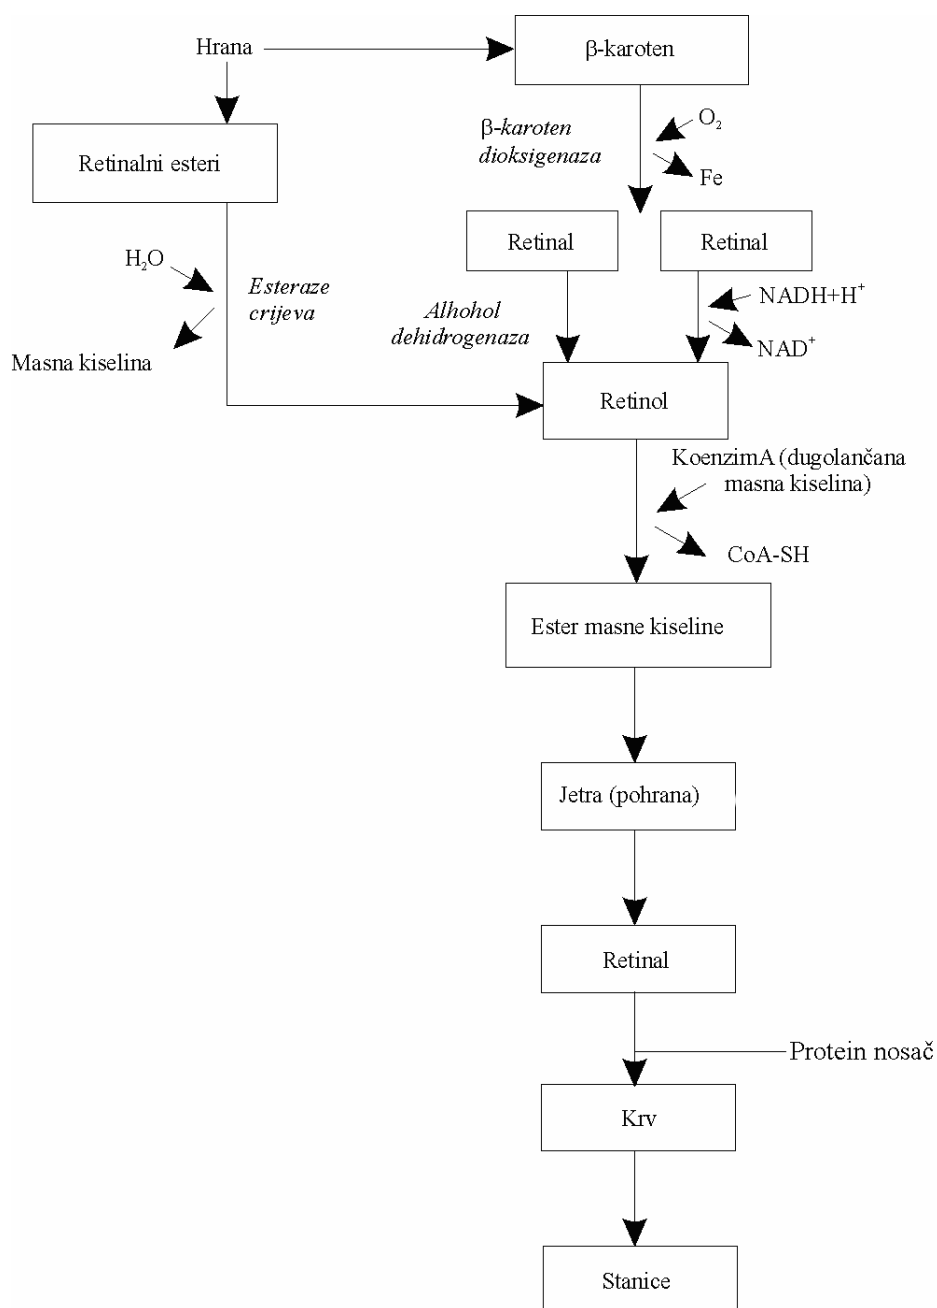 Hrana
β-karoten
β-karoten
dioksigenaza
O₂
Fe
Retinalni esteri
Retinal
Retinal
H₂O
Esteraze
crijeva
Masna kiselina
Alhohol
dehidrogenaza
NADH+H⁺
NAD⁺
Retinol
KoenzimA (dugolančana
masna kiselina)
CoA-SH
Ester masne kiseline
Jetra (pohrana)
Retinal
Protein nosač
Krv
Stanice